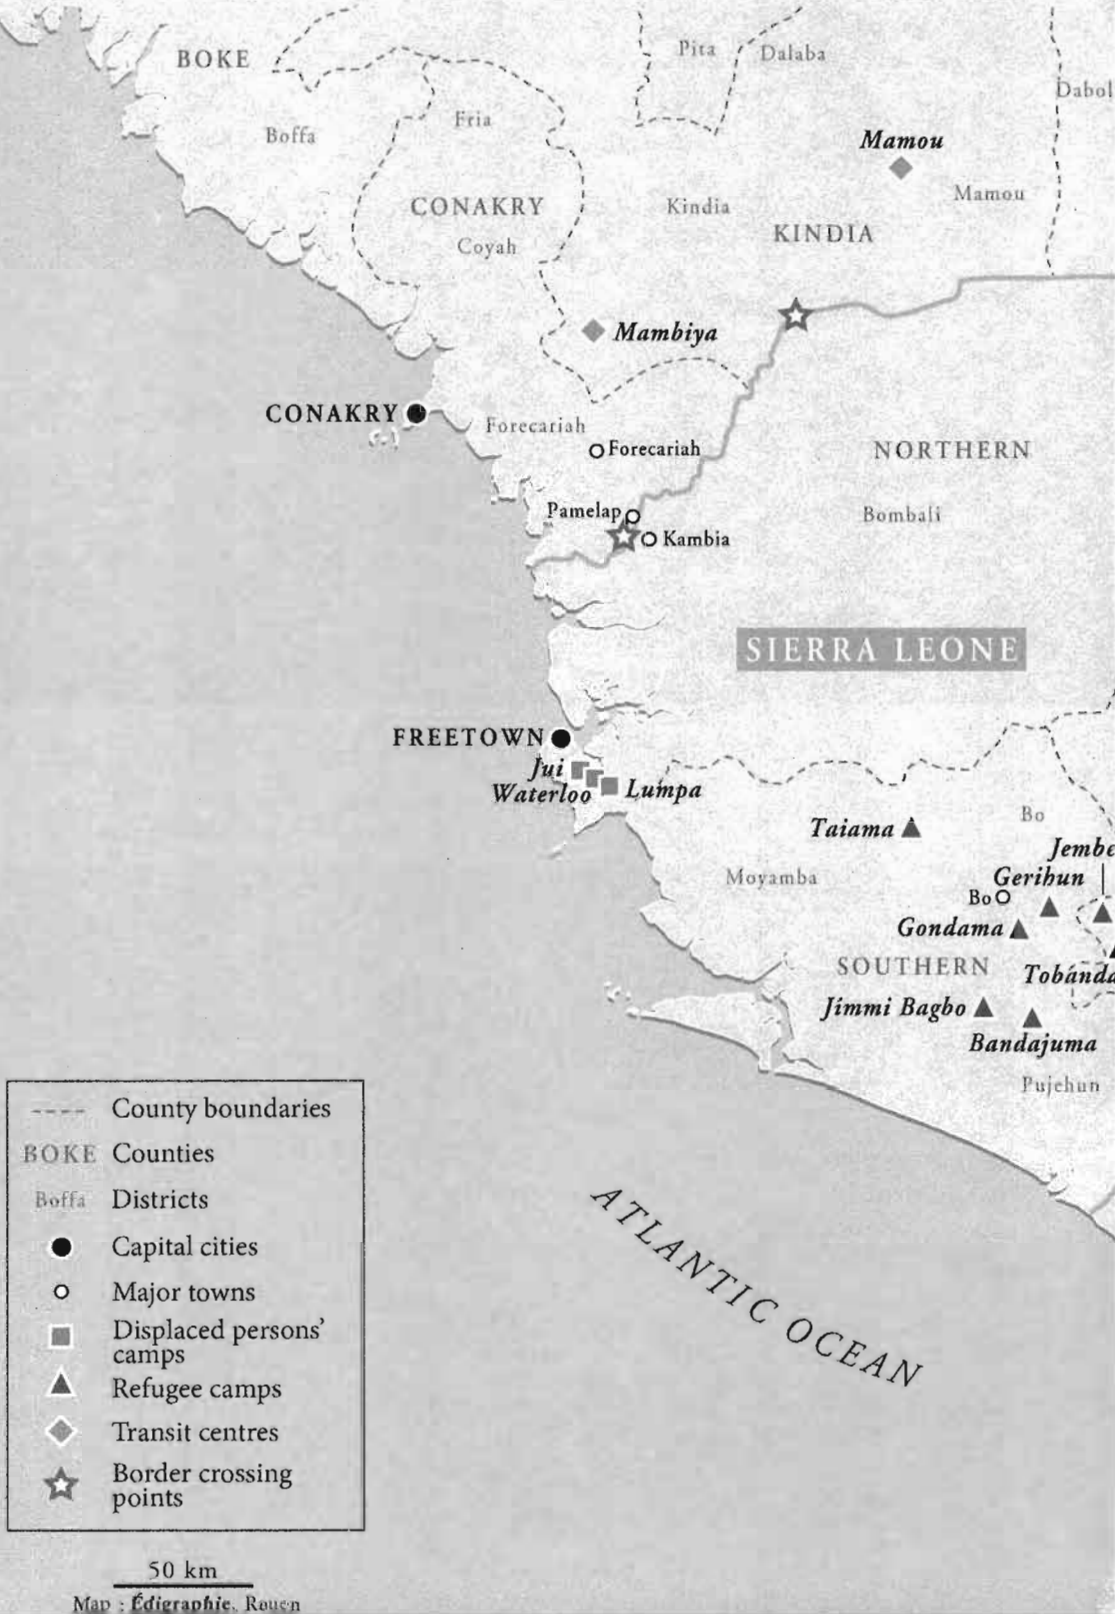 BOKE
Pita
Dalaba
Dabol
Fria
Boffa
Mamou
Mamou
CONAKRY
Kindia
KINDIA
Coyah
Mambiya
CONAKRY
Forecariah
Forecariah
NORTHERN
Pamelap
Bombali
Kambia
SIERRA LEONE
FREETOWN
Jui
Waterloo
Lumpa
Taiama
Bo
Jembe
Moyamba
Gerihun
Bo
Gondama
SOUTHERN
Tobanda
Jimmi Bagbo
Bandajuma
Pujehun
County boundaries
BOKE Counties
Boffa Districts
Capital cities
Major towns
Displaced persons'
camps
Refugee camps
Transit centres
Border crossing
points
ATLANTIC OCEAN
50 km
Map : Édigraphie, Rouen